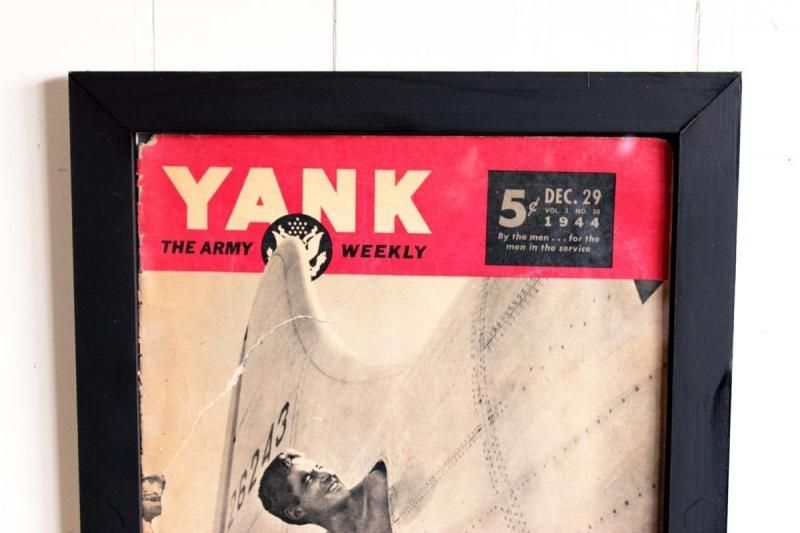 YANK
THE ARMY WEEKLY
5¢ DEC. 29
VOL. 3, NO. 28
1944
By the men . . . for the
men in the service
26243